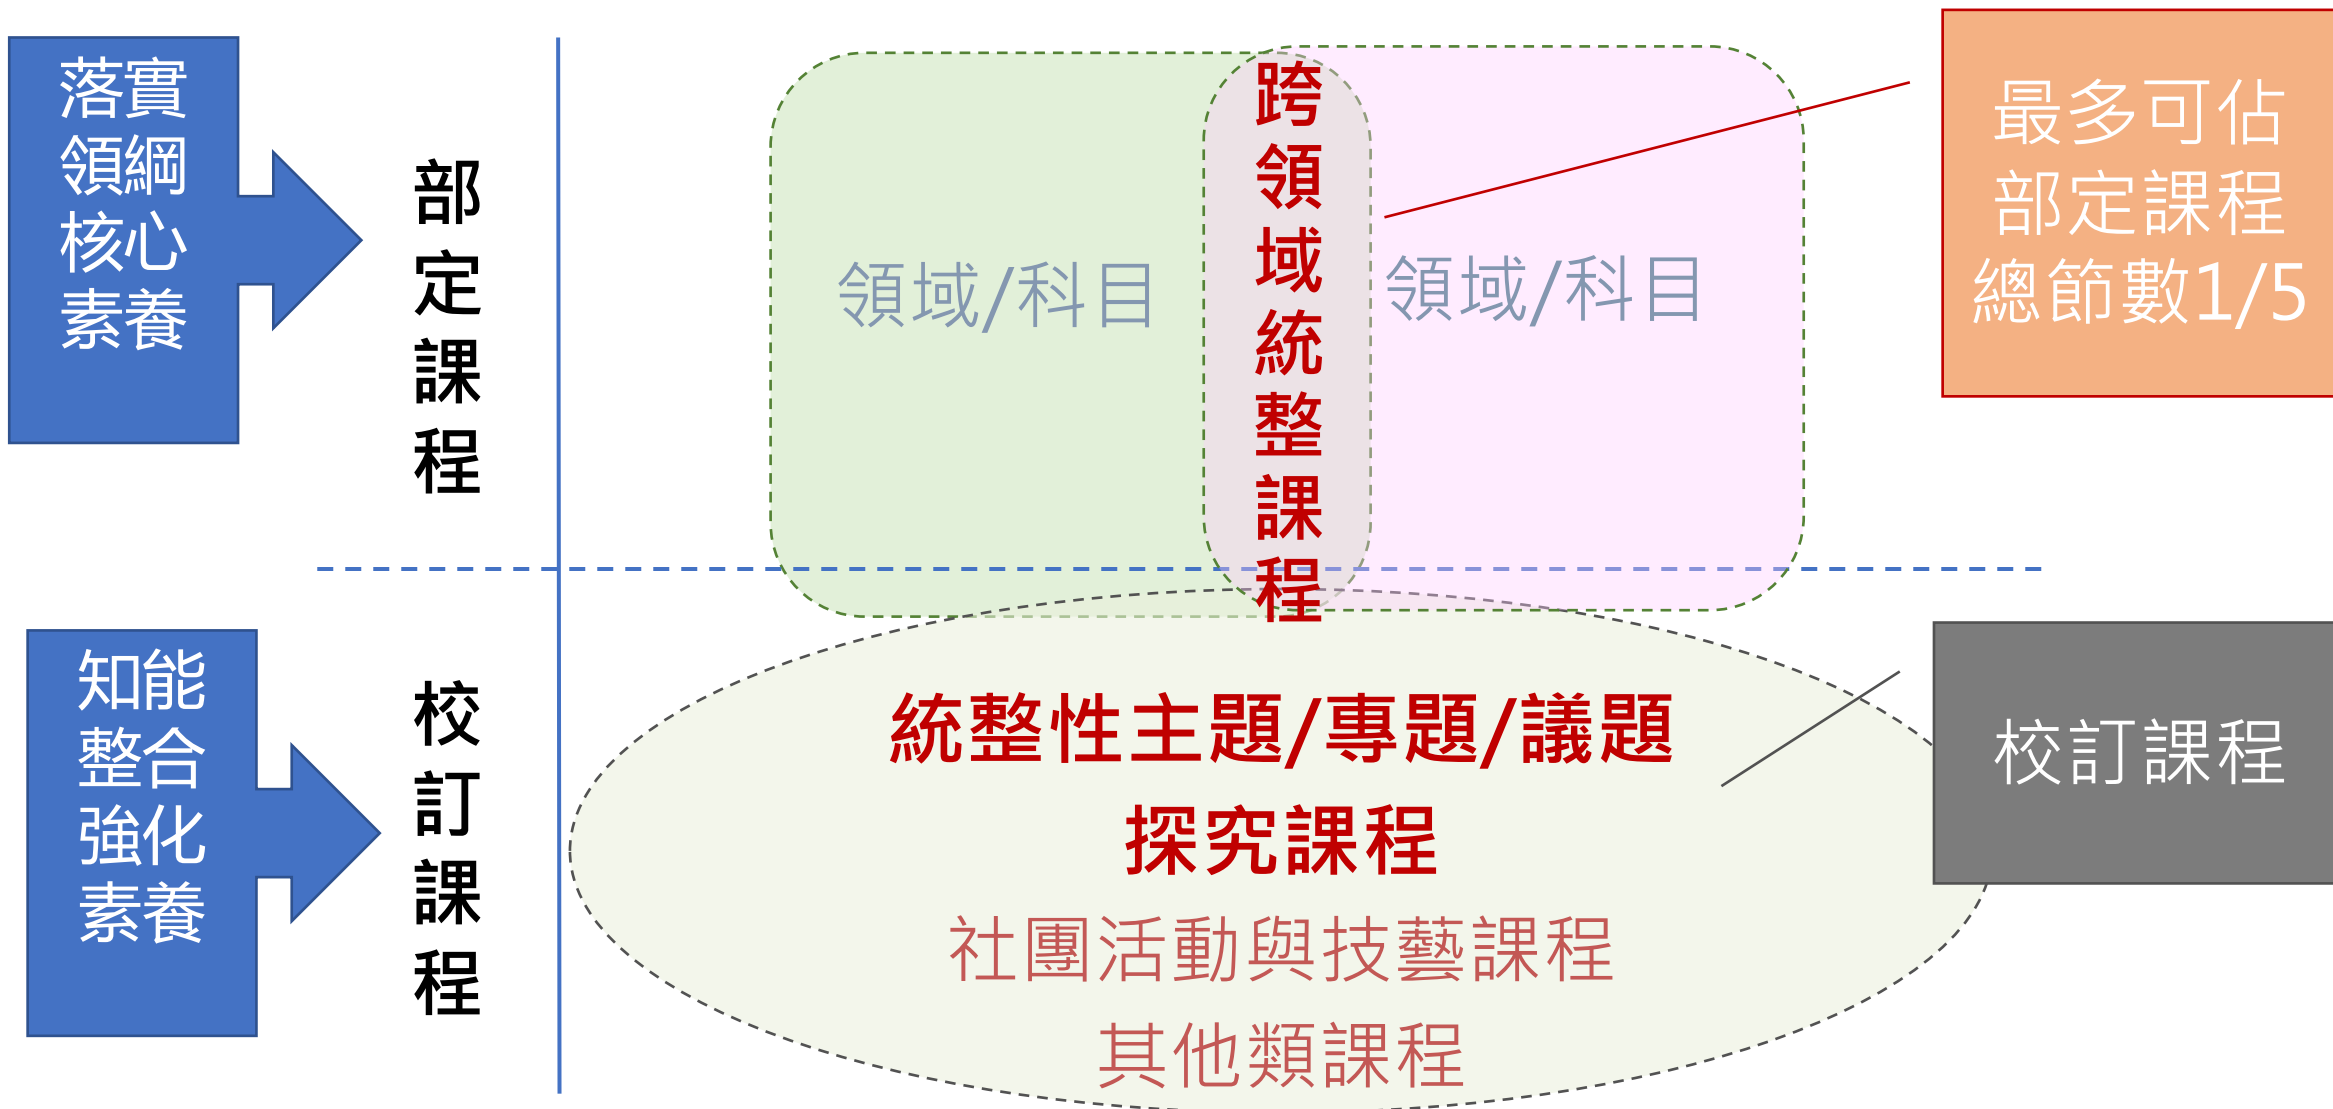 落實
領綱
核心
素養
部定課程
領域/科目
跨領域統整課程
領域/科目
最多可佔
部定課程
總節數1/5
知能
整合
強化
素養
校訂課程
統整性主題/專題/議題
探究課程
社團活動與技藝課程
其他類課程
校訂課程